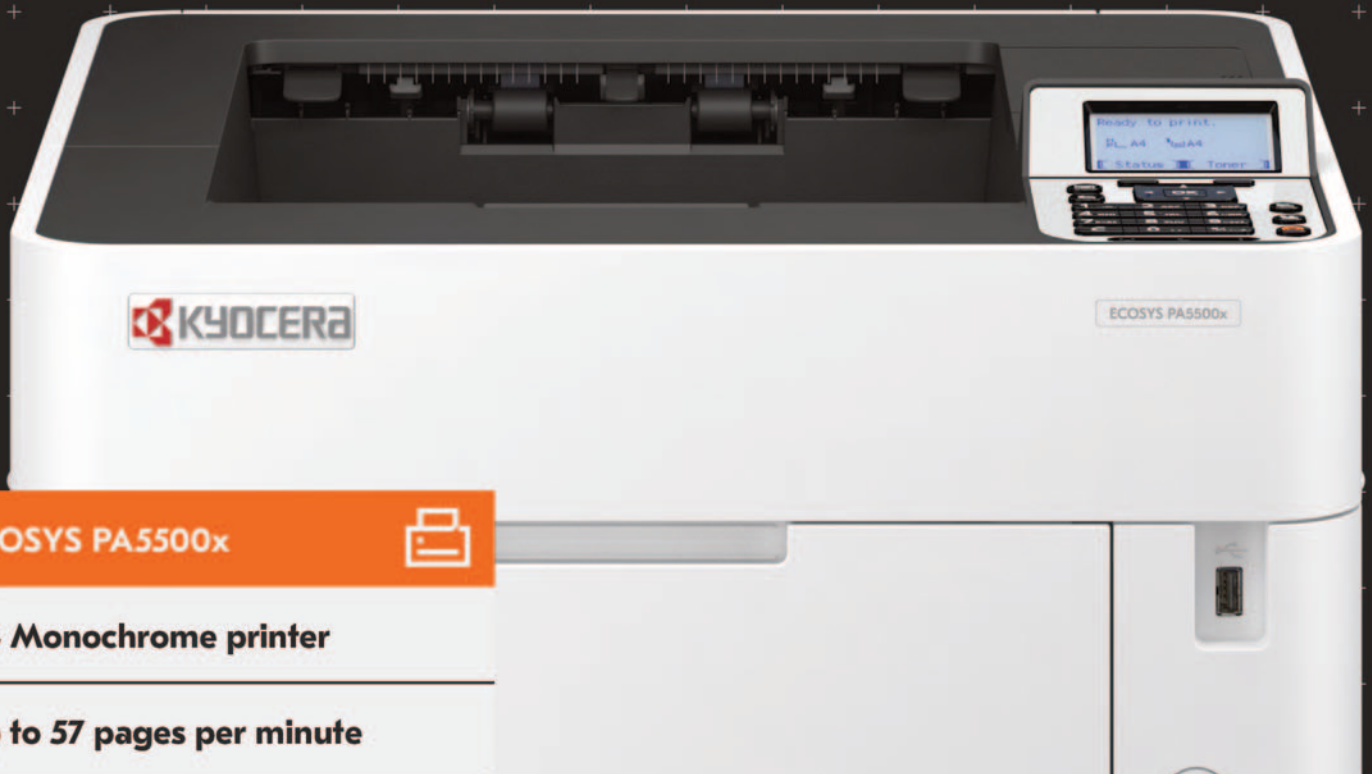 Ready to print.
A4 A4
Status Toner
OK
KYOCERA
ECOSYS PA5500x
OSYS PA5500x
Monochrome printer
to 57 pages per minute